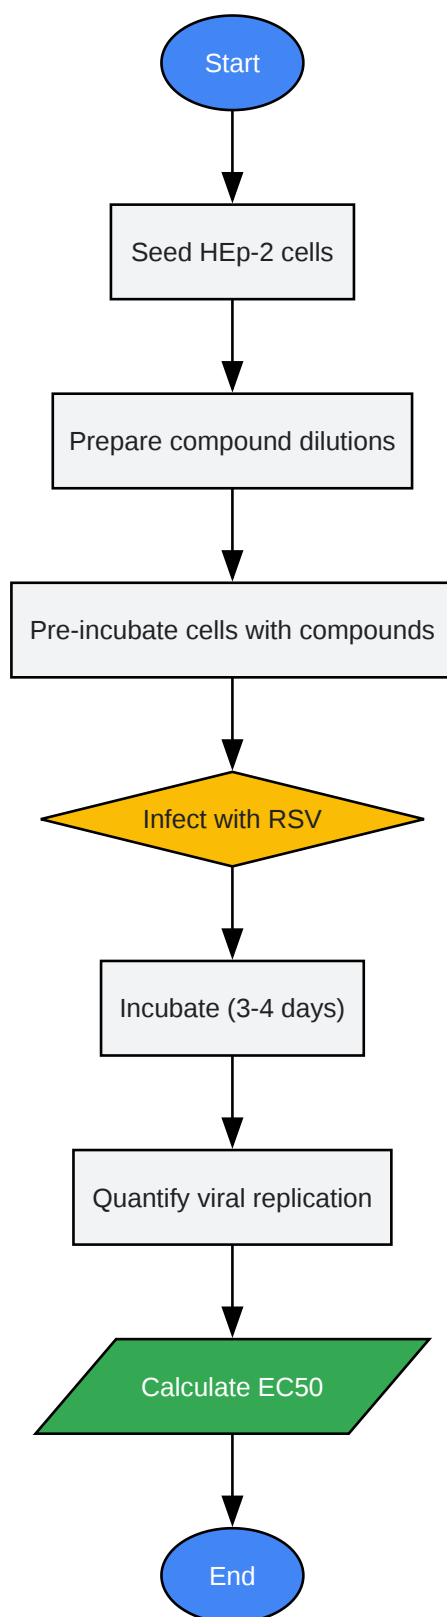 Start
Seed HEp-2 cells
Prepare compound dilutions
Pre-incubate cells with compounds
Infect with RSV
Incubate (3-4 days)
Quantify viral replication
Calculate EC50
End